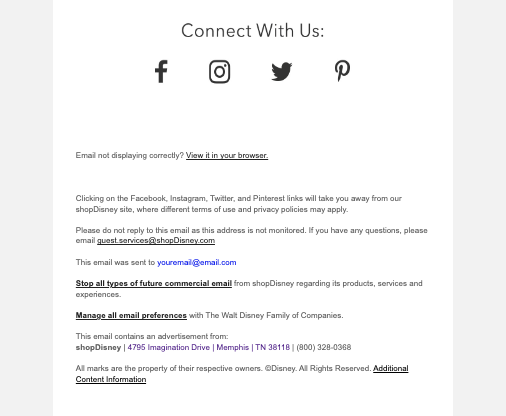 Connect With Us:
Email not displaying correctly? View it in your browser.
Clicking on the Facebook, Instagram, Twitter, and Pinterest links will take you away from our
shopDisney site, where different terms of use and privacy policies may apply.
Please do not reply to this email as this address is not monitored. If you have any questions, please
email guest.services@shopDisney.com
This email was sent to youremail@email.com
Stop all types of future commercial email from shopDisney regarding its products, services and
experiences.
Manage all email preferences with The Walt Disney Family of Companies.
This email contains an advertisement from:
shopDisney | 4795 Imagination Drive | Memphis | TN 38118 | (800) 328-0368
All marks are the property of their respective owners. ©Disney. All Rights Reserved. Additional
Content Information